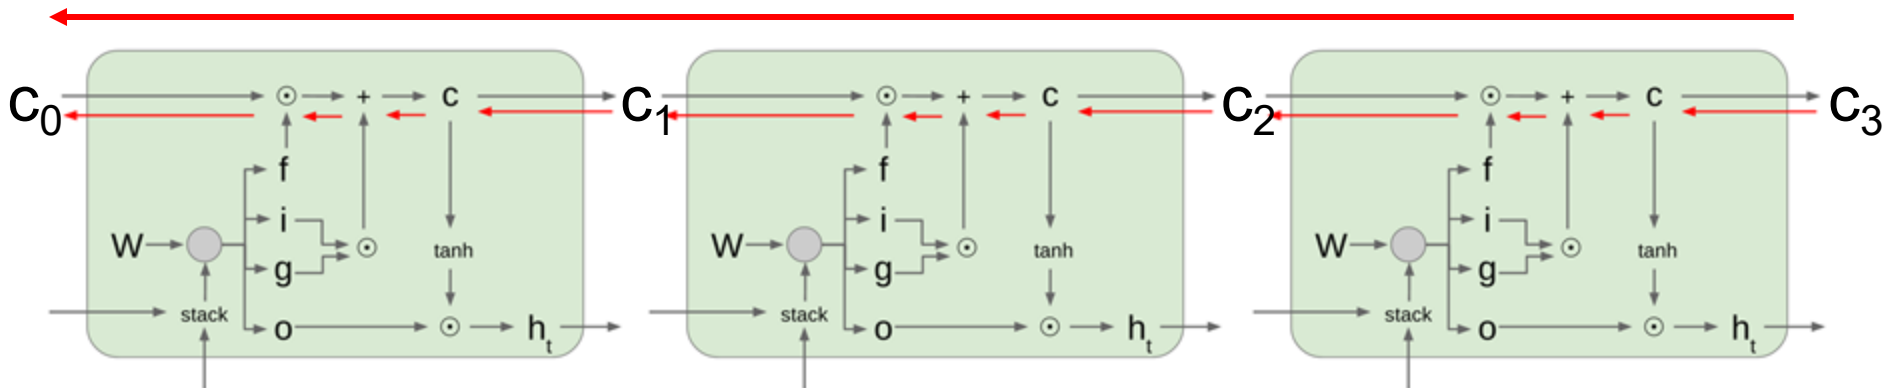 c0 ⊙ + c c1 ⊙ + c c2 ⊙ + c c3
f f f
i i i
W ⊙ tanh W ⊙ tanh W ⊙ tanh
g g g
stack stack stack
o ⊙ ht o ⊙ ht o ⊙ ht